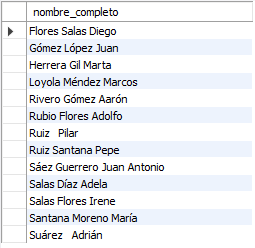 nombre_completo
Flores Salas Diego
Gómez López Juan
Herrera Gil Marta
Loyola Méndez Marcos
Rivero Gómez Aarón
Rubio Flores Adolfo
Ruiz   Pilar
Ruiz Santana Pepe
Sáez Guerrero Juan Antonio
Salas Díaz Adela
Salas Flores Irene
Santana Moreno María
Suárez   Adrián